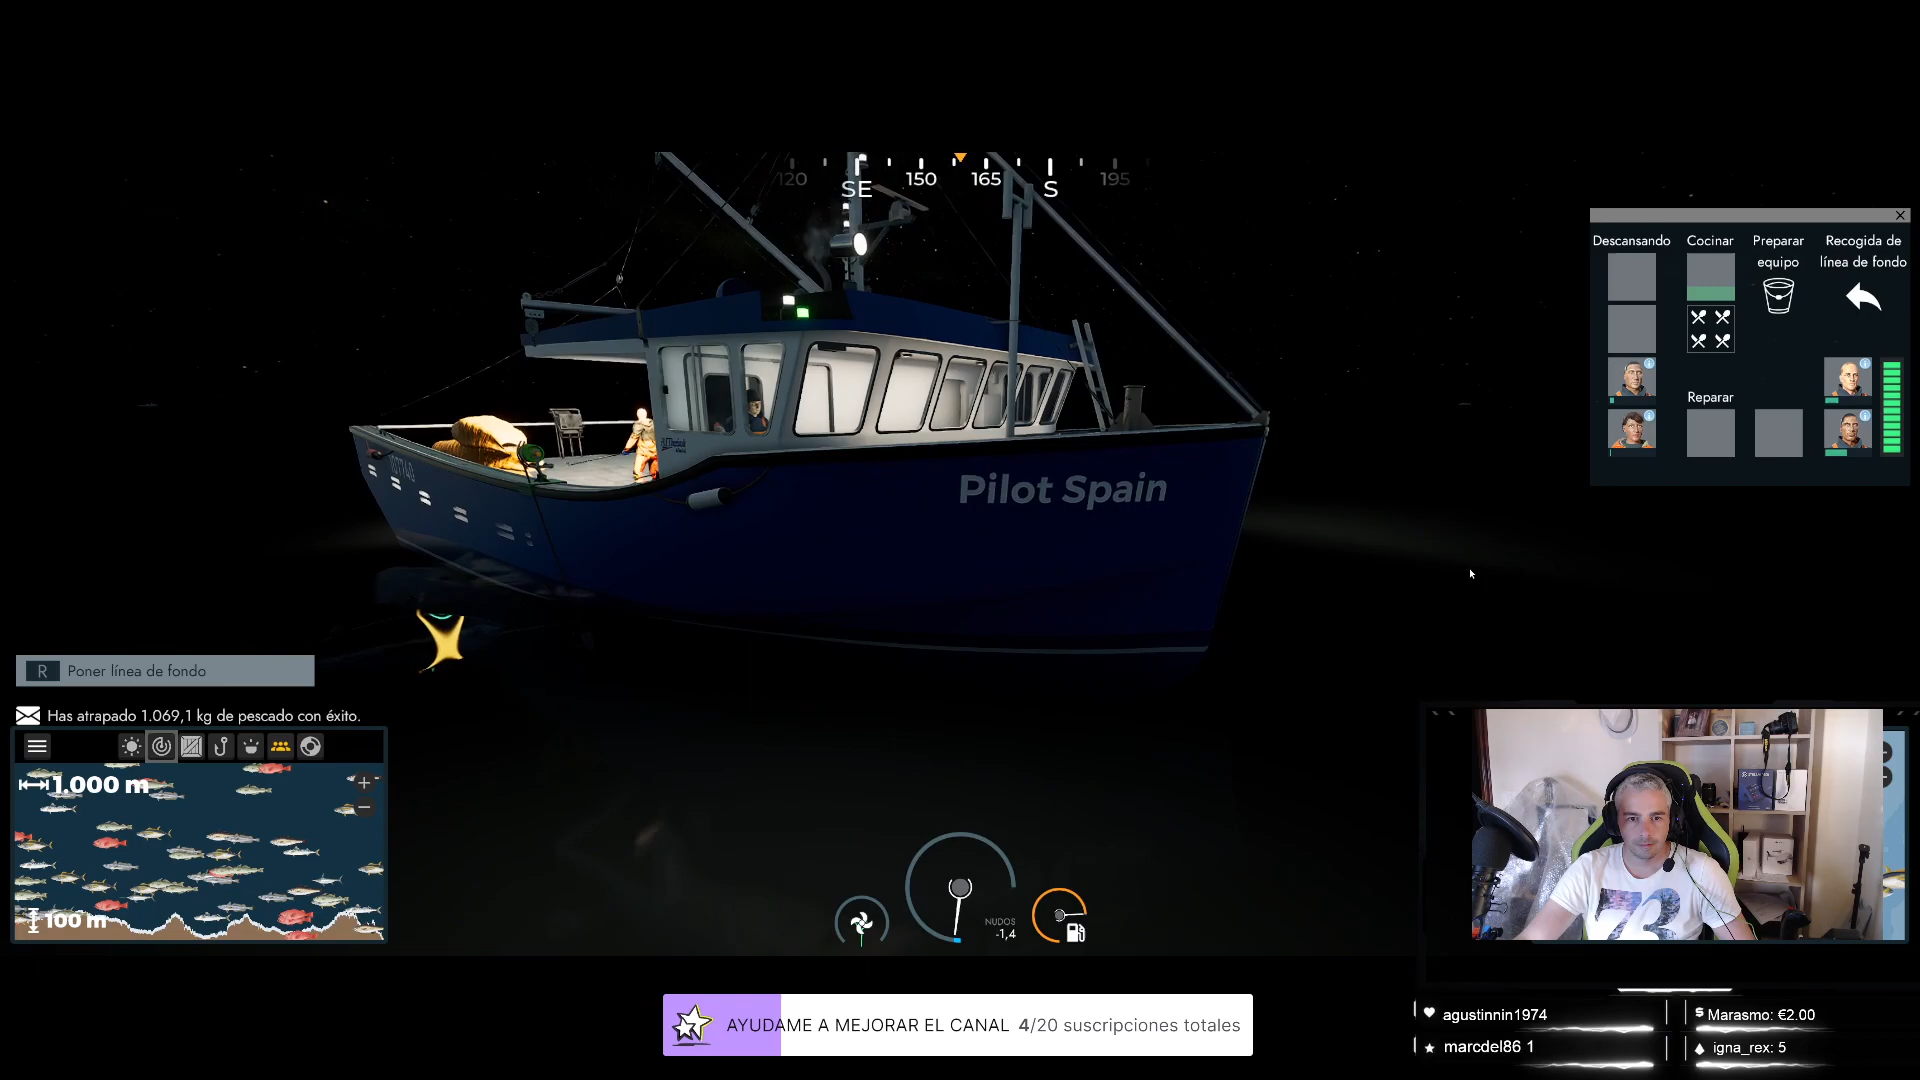 120 150 165 195
SE S
Descansando Cocinar Preparar equipo Recogida de línea de fondo
Reparar
Pilot Spain
R Poner línea de fondo
Has atrapado 1.069,1 kg de pescado con éxito.
1.000 m
100 m
NUDOS
-1,4
AYUDAME A MEJORAR EL CANAL 4/20 suscripciones totales
agustinnin1974
Marasmo: €2.00
marcdel86 1
igna_rex: 5
73